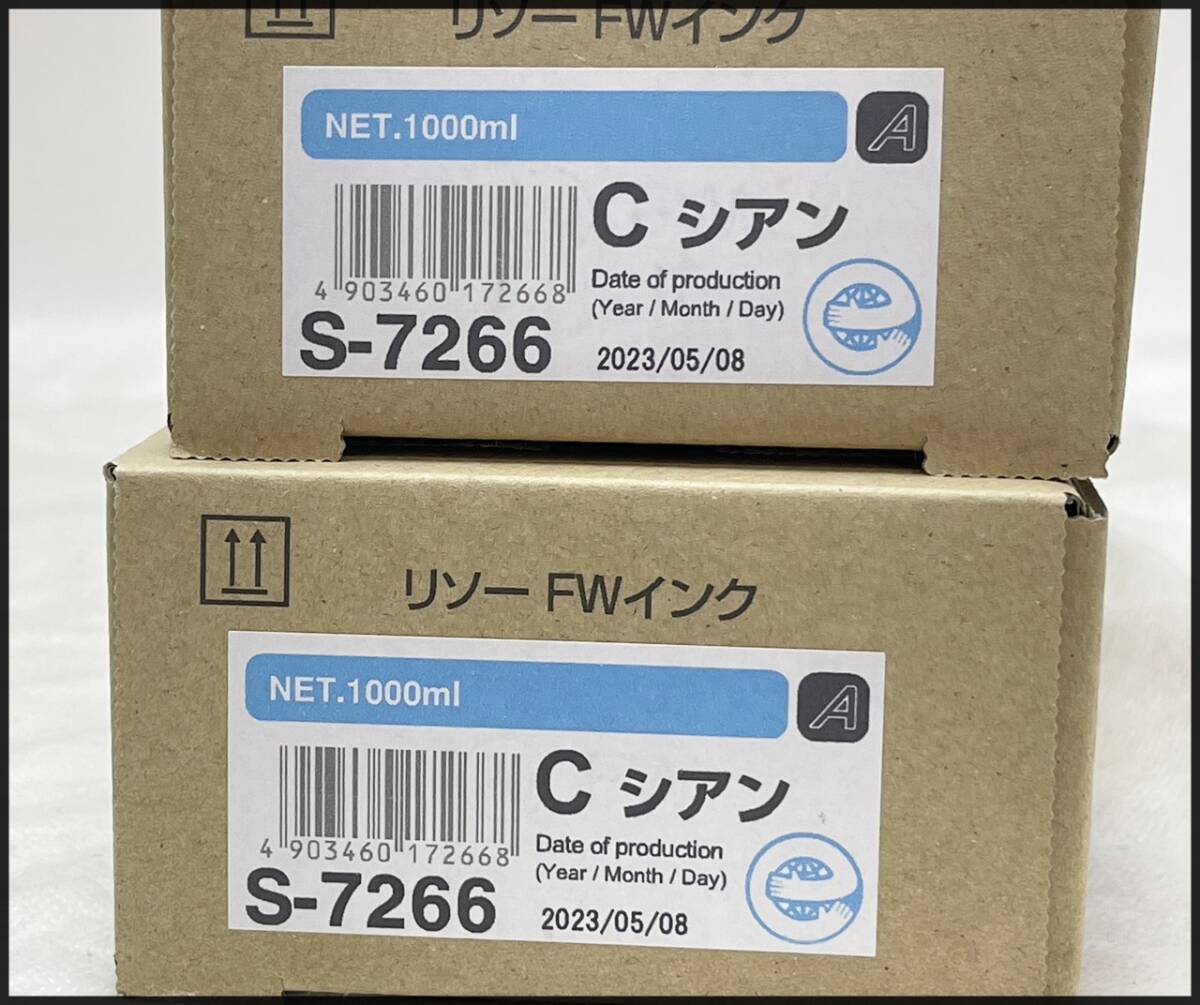 リソー FWインク
NET.1000ml
A
C シアン
4 903460 172668
Date of production
(Year / Month / Day)
S-7266
2023/05/08
リソー FWインク
NET.1000ml
A
C シアン
4 903460 172668
Date of production
(Year / Month / Day)
S-7266
2023/05/08